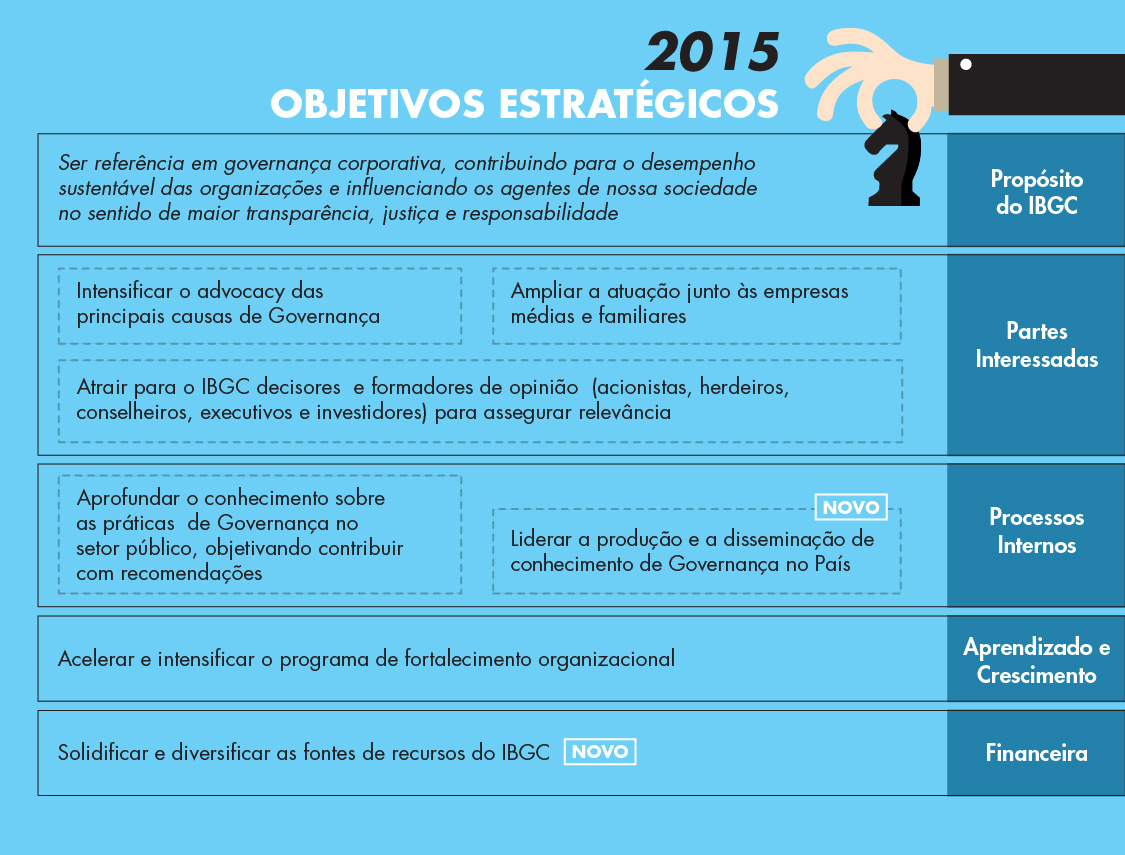 2015
OBJETIVOS ESTRATÉGICOS
Ser referência em governança corporativa, contribuindo para o desempenho
sustentável das organizações e influenciando os agentes de nossa sociedade
no sentido de maior transparência, justiça e responsabilidade
Propósito
do IBGC
Intensificar o advocacy das
principais causas de Governança
Ampliar a atuação junto às empresas
médias e familiares
Atrair para o IBGC decisores e formadores de opinião (acionistas, herdeiros,
conselheiros, executivos e investidores) para assegurar relevância
Partes
Interessadas
Aprofundar o conhecimento sobre
as práticas de Governança no
setor público, objetivando contribuir
com recomendações
NOVO
Liderar a produção e a disseminação de
conhecimento de Governança no País
Processos
Internos
Acelerar e intensificar o programa de fortalecimento organizacional
Aprendizado e
Crescimento
Solidificar e diversificar as fontes de recursos do IBGC NOVO
Financeira